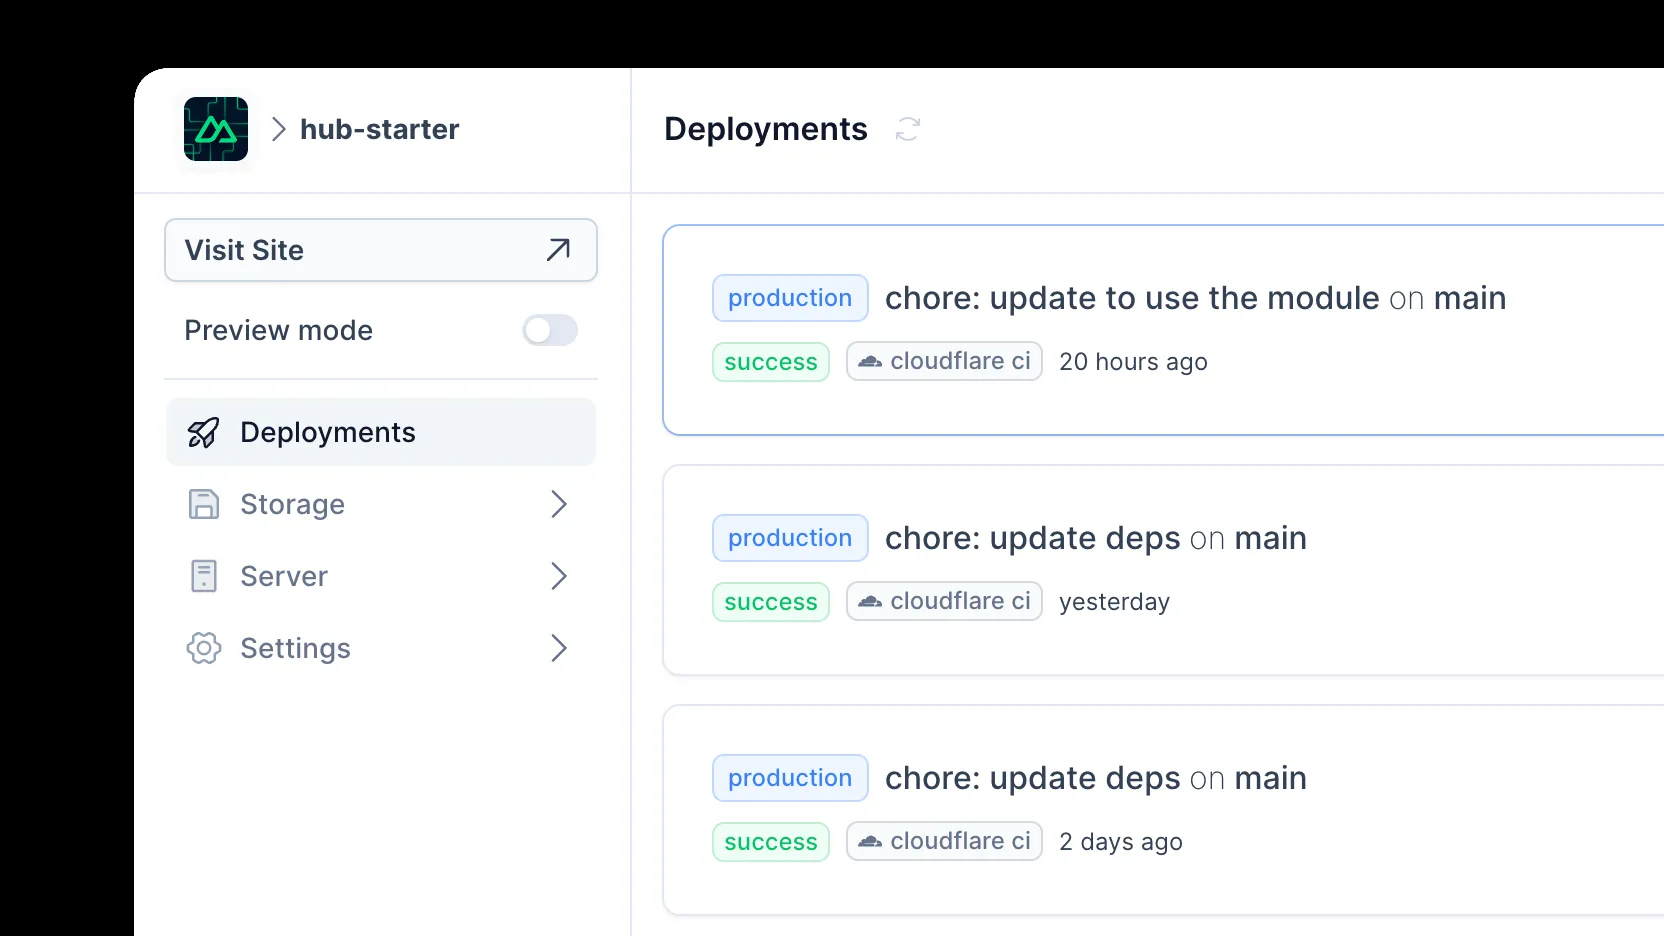 hub-starter
Visit Site
Preview mode
Deployments
Storage
Server
Settings
Deployments
production chore: update to use the module on main
success cloudflare ci 20 hours ago
production chore: update deps on main
success cloudflare ci yesterday
production chore: update deps on main
success cloudflare ci 2 days ago